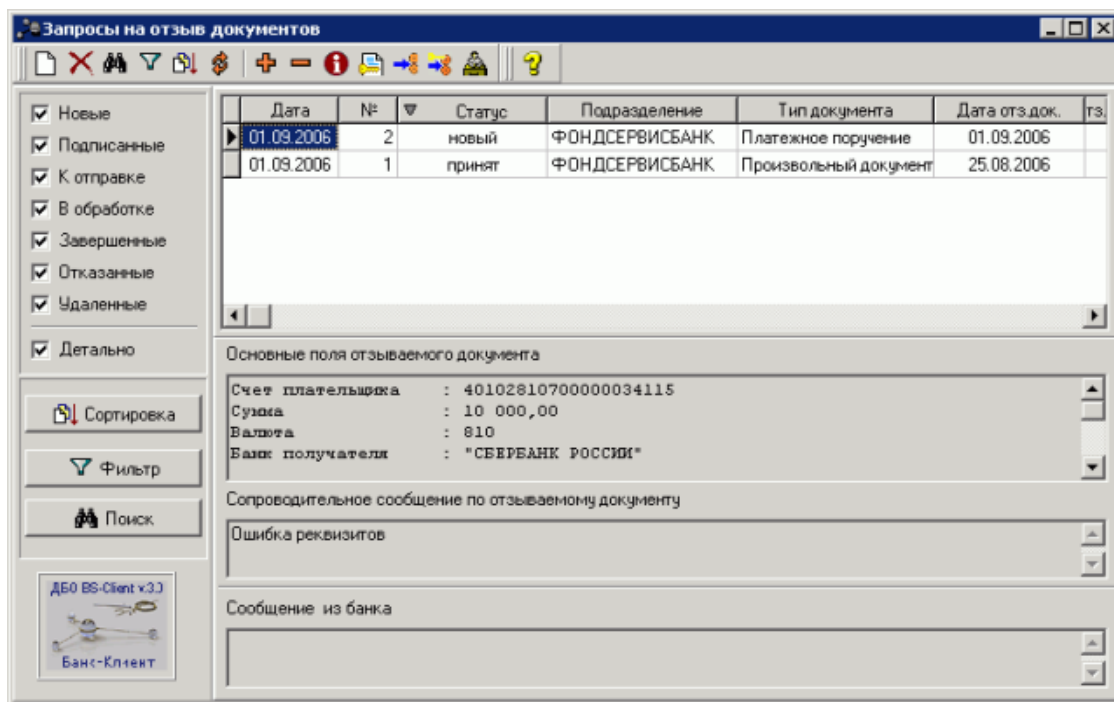 Запросы на отзыв документов
Новые
Подписанные
К отправке
В обработке
Завершенные
Отказанные
Удаленные
Детально
Сортировка
Фильтр
Поиск
ДБО BS-Client v.3.3
Банк-Клиент
Дата № Статус Подразделение Тип документа Дата отз.док. тз.
01.09.2006 2 новый ФОНДСЕРВИСБАНК Платежное поручение 01.09.2006
01.09.2006 1 принят ФОНДСЕРВИСБАНК Произвольный документ 25.08.2006
Основные поля отзываемого документа
Счет плательщика : 40102810700000034115
Сумма : 10 000,00
Валюта : 810
Банк получателя : "СБЕРБАНК РОССИИ"
Сопроводительное сообщение по отзываемому документу
Ошибка реквизитов
Сообщение из банка